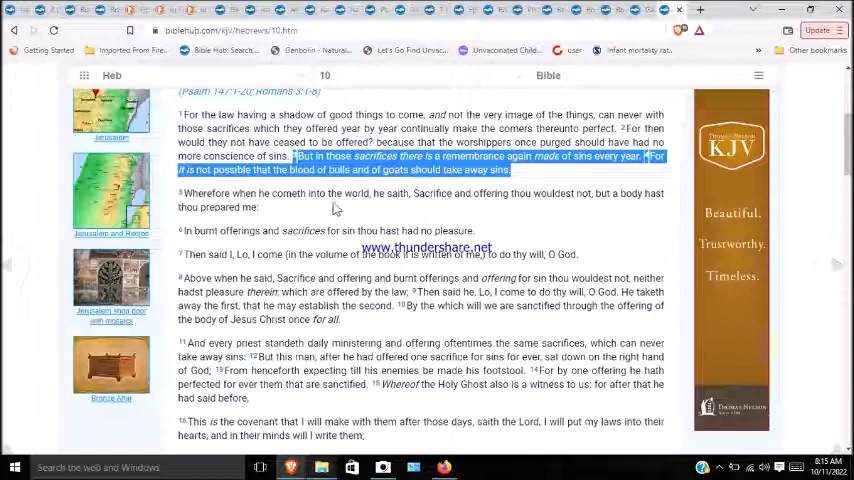 Update
biblehub.com/hebrews/10.htm
Getting Started
Imported From Fire...
Bible Hub: Search,...
Genbolin - Youtube
Let's Go Find Unvac...
Unvaccinated Child...
user
Infant mortality rat...
Other bookmarks
Heb
10
Bible
(Psalm 147:1-20; Romans 3:1-8)
1For the law having a shadow of good things to come, and not the very image of the things, can never with
those sacrifices which they offered year by year continually make the comers thereunto perfect. 2For then
would they not have ceased to be offered? because that the worshippers once purged should have had no
more conscience of sins. 3But in those sacrifices there is a remembrance again made of sins every year. 4For
it is not possible that the blood of bulls and of goats should take away sins.
5Wherefore when he cometh into the world, he saith, Sacrifice and offering thou wouldest not, but a body hast
thou prepared me:
6In burnt offerings and sacrifices for sin thou hast had no pleasure.
www.thundershare.net
7Then said I, Lo, I come (in the volume of the book it is written of me,) to do thy will, O God.
8Above when he said, Sacrifice and offering and burnt offerings and offering for sin thou wouldest not, neither
hadst pleasure therein; which are offered by the law; 9Then said he, Lo, I come to do thy will, O God. He taketh
away the first, that he may establish the second. 10By the which will we are sanctified through the offering of
the body of Jesus Christ once for all.
11And every priest standeth daily ministering and offering oftentimes the same sacrifices, which can never
take away sins: 12But this man, after he had offered one sacrifice for sins for ever, sat down on the right hand
of God; 13From henceforth expecting till his enemies be made his footstool. 14For by one offering he hath
perfected for ever them that are sanctified. 15Whereof the Holy Ghost also is a witness to us: for after that he
had said before,
16This is the covenant that I will make with them after those days, saith the Lord, I will put my laws into their
hearts, and in their minds will I write them;
Jerusalem
Jerusalem and Region
Jerusalem shop door
with mosaics
Bronze Altar
THOMAS NELSON
KJV
Beautiful.
Trustworthy.
Timeless.
THOMAS NELSON
Search the web and Windows
8:15 AM
10/11/2022